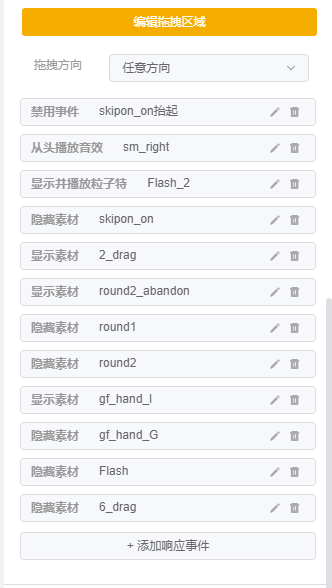 编辑拖拽区域
拖拽方向 任意方向
禁用事件 skipon_on抬起
从头播放音效 sm_right
显示并播放粒子特 Flash_2
隐藏素材 skipon_on
显示素材 2_drag
显示素材 round2_abandon
隐藏素材 round1
隐藏素材 round2
显示素材 gf_hand_l
隐藏素材 gf_hand_G
隐藏素材 Flash
隐藏素材 6_drag
+ 添加响应事件